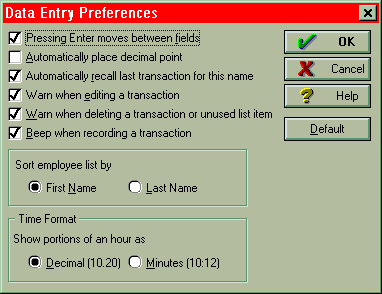 Data Entry Preferences
Pressing Enter moves between fields
OK
Automatically place decimal point
Cancel
Automatically recall last transaction for this name
Warn when editing a transaction
Help
Warn when deleting a transaction or unused list item
Beep when recording a transaction
Default
Sort employee list by
First Name Last Name
Time Format
Show portions of an hour as
Decimal (10.20) Minutes (10:12)